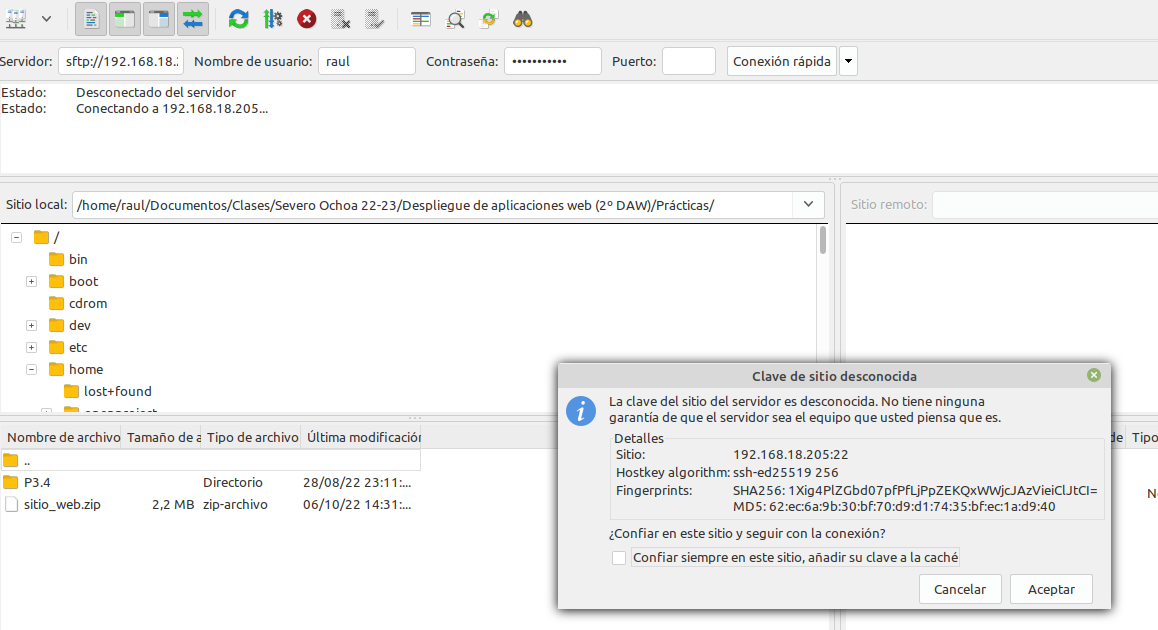 Servidor: sftp://192.168.18.2 Nombre de usuario: raul Contraseña: ••••••••••• Puerto: Conexión rápida
Estado: Desconectado del servidor
Estado: Conectando a 192.168.18.205...
Sitio local: /home/raul/Documentos/Clases/Severo Ochoa 22-23/Despliegue de aplicaciones web (2º DAW)/Prácticas/ Sitio remoto:
/
bin
boot
cdrom
dev
etc
home
lost+found
Nombre de archivo Tamaño de a Tipo de archivo Última modificación de Tipo
..
P3.4 Directorio 28/08/22 23:11:...
sitio_web.zip 2,2 MB zip-archivo 06/10/22 14:31:...
Clave de sitio desconocida
La clave del sitio del servidor es desconocida. No tiene ninguna
garantía de que el servidor sea el equipo que usted piensa que es.
Detalles
Sitio: 192.168.18.205:22
Hostkey algorithm: ssh-ed25519 256
Fingerprints: SHA256: 1Xig4PlZGbd07pfPfLjPpZEKQxWWjcJAzVieiClJtCI=
MD5: 62:ec:6a:9b:30:bf:70:d9:d1:74:35:bf:ec:1a:d9:40
¿Confiar en este sitio y seguir con la conexión?
Confiar siempre en este sitio, añadir su clave a la caché
Cancelar Aceptar